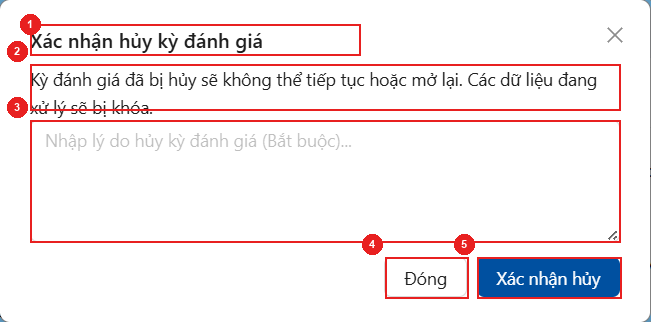 1
Xác nhận hủy kỳ đánh giá
2
Kỳ đánh giá đã bị hủy sẽ không thể tiếp tục hoặc mở lại. Các dữ liệu đang
3
xử lý sẽ bị khóa.
Nhập lý do hủy kỳ đánh giá (Bắt buộc)...
4
Đóng
5
Xác nhận hủy